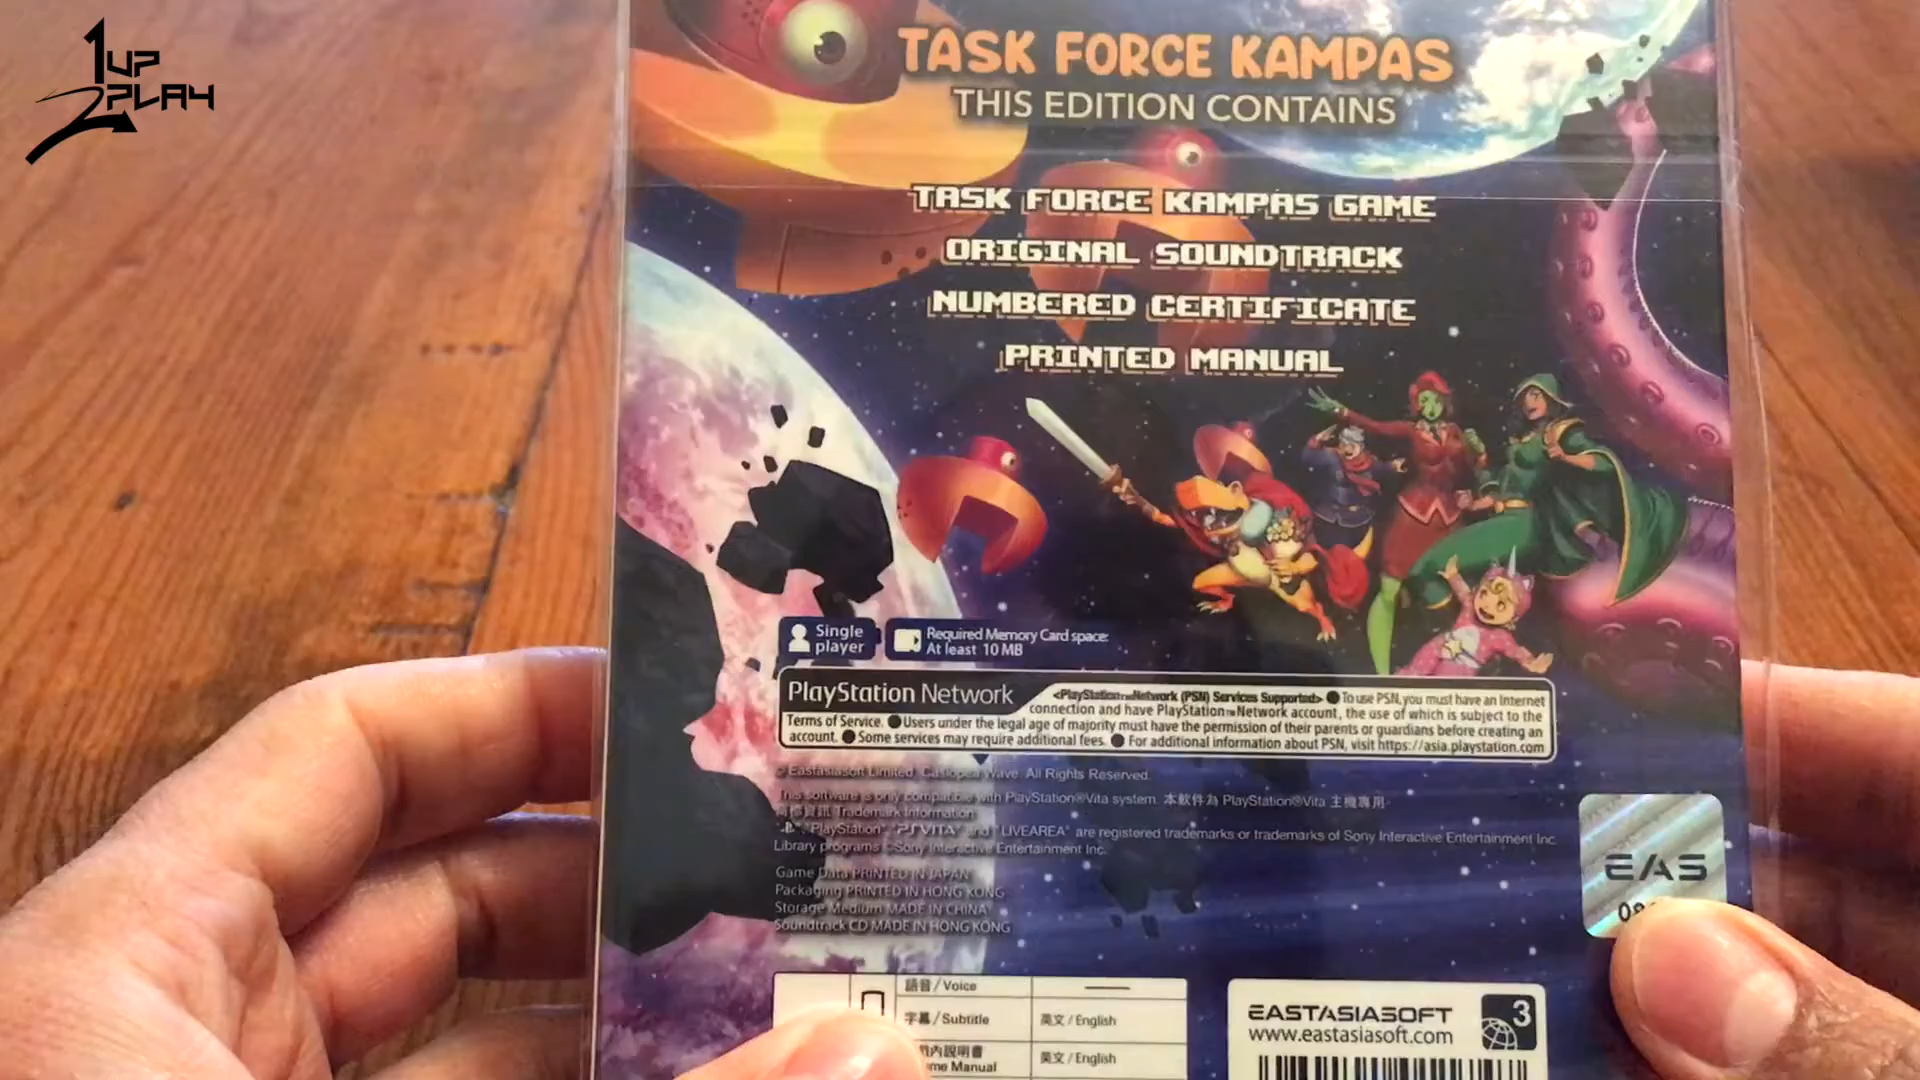 1UP
2PLAY
TASK FORCE KAMPAS
THIS EDITION CONTAINS
TASK FORCE KAMPAS GAME
ORIGINAL SOUNDTRACK
NUMBERED CERTIFICATE
PRINTED MANUAL
Single player
Required Memory Card space:
At least 10 MB
PlayStation Network
<PlayStation™Network (PSN) Services Supported> ● To use PSN, you must have an Internet
connection and have PlayStation™Network account, the use of which is subject to the
Terms of Service. ● Users under the legal age of majority must have the permission of their parents or guardians before creating an
account. ● Some services may require additional fees. ● For additional information about PSN, visit https://asia.playstation.com
© Eastasiasoft Limited, Casiopea Wave. All Rights Reserved.
This software is only compatible with PlayStation®Vita system. 本軟件為 PlayStation®Vita 主機專用
商標資訊 Trademark Information
"PlayStation", "PSVITA" and "LIVEAREA" are registered trademarks or trademarks of Sony Interactive Entertainment Inc.
Library programs ©Sony Interactive Entertainment Inc.
Game Data PRINTED IN JAPAN
Packaging PRINTED IN HONG KONG
Storage Medium MADE IN CHINA
Soundtrack CD MADE IN HONG KONG
EAS
語音/Voice
字幕/Subtitle 英文/English
內說明書
Manual 英文/English
EASTASIASOFT
www.eastasiasoft.com
3